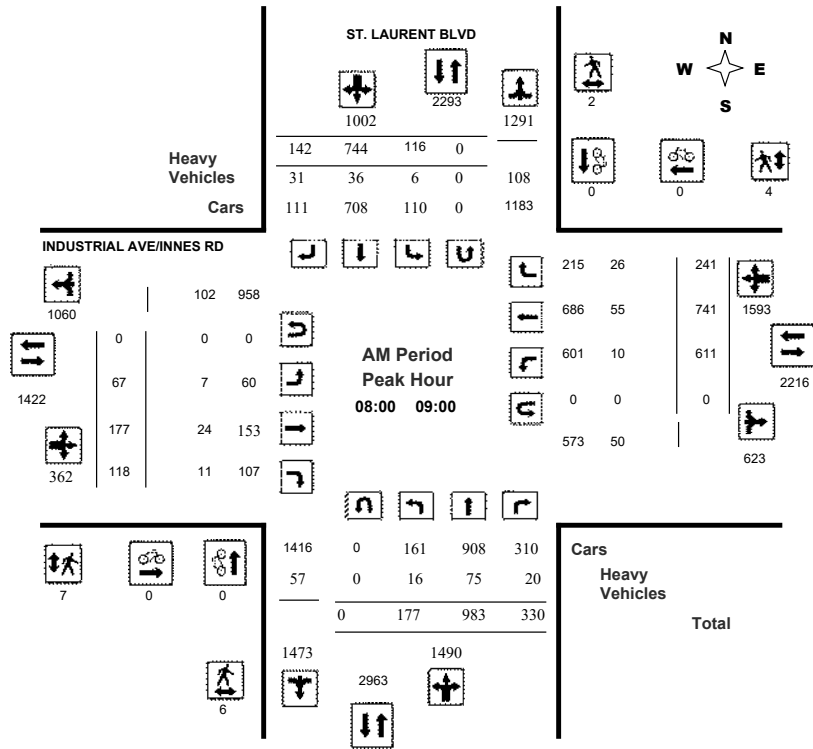 ST. LAURENT BLVD
N
W E
S
2293
2
1002
1291
142 744 116 0
Heavy
Vehicles
31 36 6 0 108
0 0 4
Cars
111 708 110 0 1183
INDUSTRIAL AVE/INNES RD
215 26 241
1060
102 958
686 55 741
1593
0 0 0
AM Period
Peak Hour
601 10 611
1422
67 7 60
2216
08:00 09:00
0 0 0
177 24 153
573 50
623
362
118 11 107
1416 0 161 908 310
Cars
57 0 16 75 20
Heavy
Vehicles
7 0 0
0 177 983 330
Total
1473
1490
2963
6